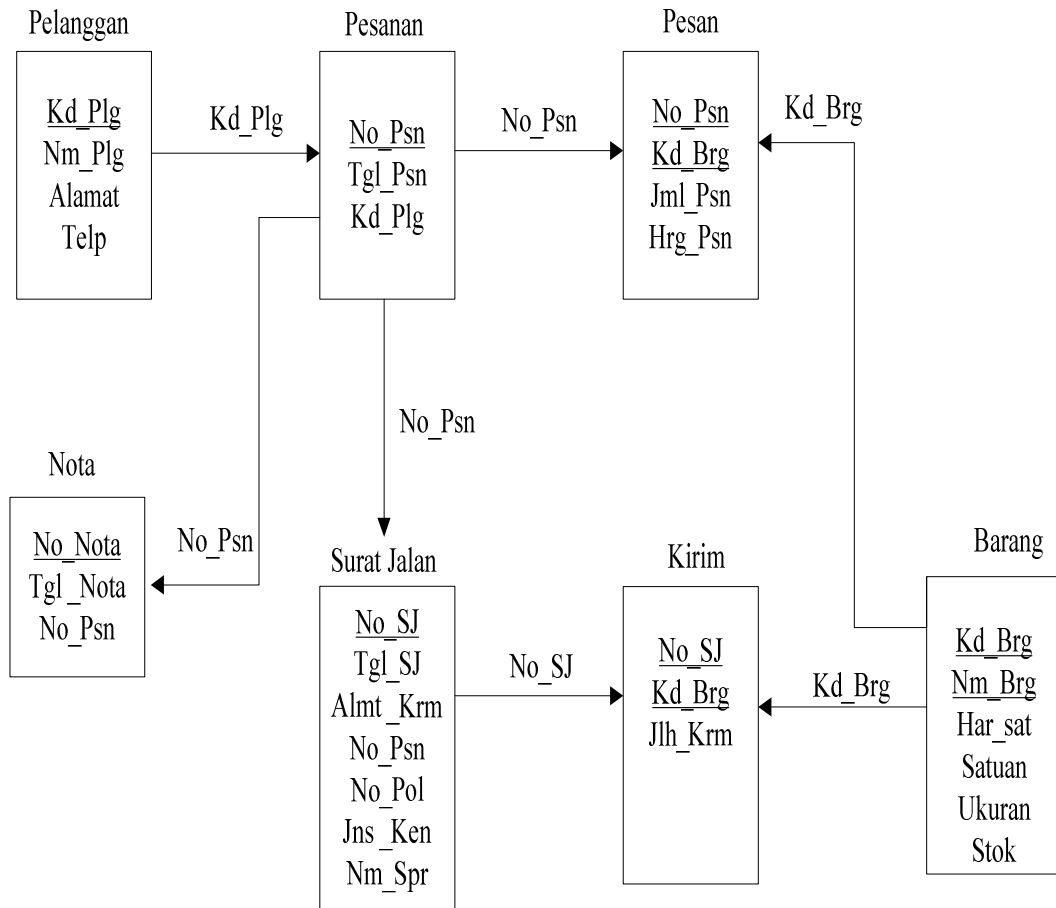 Pelanggan
Kd_Plg
Nm_Plg
Alamat
Telp
Kd_Plg
Pesanan
No_Psn
Tgl_Psn
Kd_Plg
No_Psn
Pesan
No_Psn
Kd_Brg
Jml_Psn
Hrg_Psn
Kd_Brg
No_Psn
Nota
No_Nota
Tgl_Nota
No_Psn
No_Psn
Surat Jalan
No_SJ
Tgl_SJ
Almt_Krm
No_Psn
No_Pol
Jns_Ken
Nm_Spr
No_SJ
Kirim
No_SJ
Kd_Brg
Jlh_Krm
Kd_Brg
Barang
Kd_Brg
Nm_Brg
Har_sat
Satuan
Ukuran
Stok